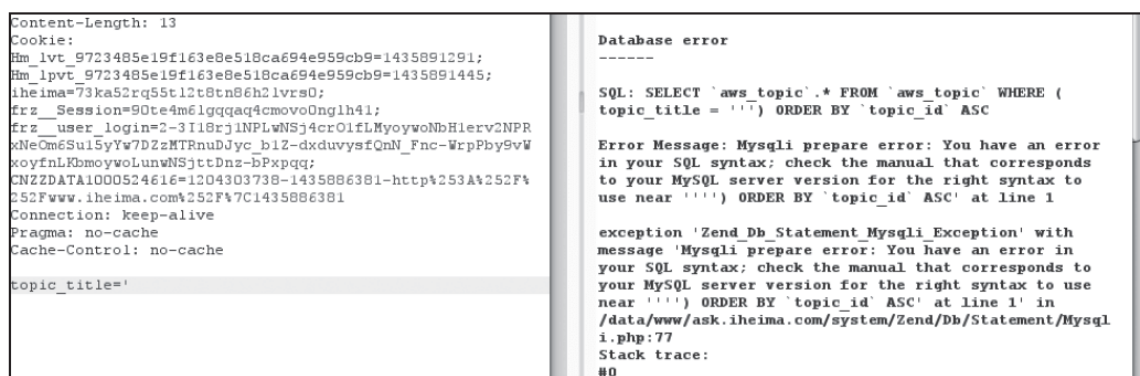 Content-Length: 13
Cookie:
Hm_lvt_9723485e19f163e8e518ca694e959cb9=1435891291;
Hm_lpvt_9723485e19f163e8e518ca694e959cb9=1435891445;
iheima=73ka52rq55tl2t8tn86h2lvrs0;
frz__Session=90te4m6lgqqaq4cmovo0nglh41;
frz__user_login=2-3I18rj1NPLwNSj4crO1fLMyoywoNbH1erv2NPR
xNeOm6Su15yYw7DZzMTRnuDJyc_b1Z-dxduvysfQnN_Fnc-WrpPby9vW
xoyfnLKbmoywoLunwNSjttDnz-bPxpqq;
CNZZDATA1000524616=1204303738-1435886381-http%253A%252F%
252Fwww.iheima.com%252F%7C1435886381
Connection: keep-alive
Pragma: no-cache
Cache-Control: no-cache
topic_title='
Database error
------
SQL: SELECT `aws_topic`.* FROM `aws_topic` WHERE (
topic_title = ''') ORDER BY `topic_id` ASC
Error Message: Mysqli prepare error: You have an error
in your SQL syntax; check the manual that corresponds
to your MySQL server version for the right syntax to
use near '''') ORDER BY `topic_id` ASC' at line 1
exception 'Zend_Db_Statement_Mysqli_Exception' with
message 'Mysqli prepare error: You have an error in
your SQL syntax; check the manual that corresponds to
your MySQL server version for the right syntax to use
near '''') ORDER BY `topic_id` ASC' at line 1' in
/data/www/ask.iheima.com/system/Zend/Db/Statement/Mysql
i.php:77
Stack trace:
#0